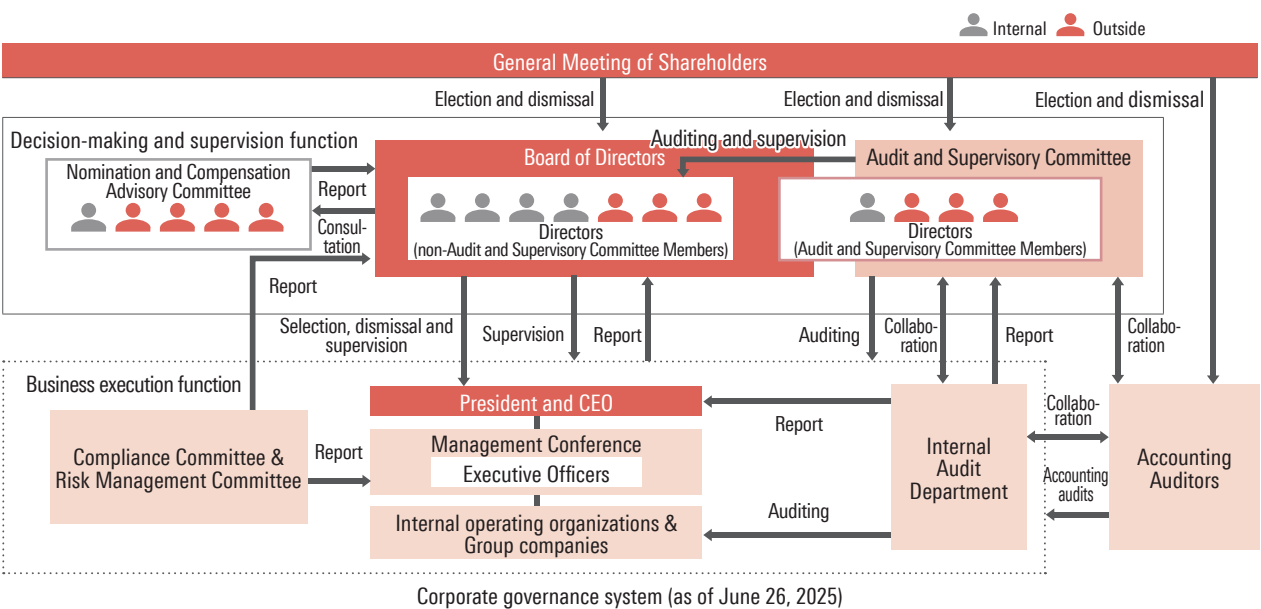 Internal
Outside
General Meeting of Shareholders
Election and dismissal
Election and dismissal
Election and dismissal
Decision-making and supervision function
Nomination and Compensation
Advisory Committee
Report
Consul-
tation
Report
Board of Directors
Auditing and supervision
Audit and Supervisory Committee
Directors
(non-Audit and Supervisory Committee Members)
Directors
(Audit and Supervisory Committee Members)
Selection, dismissal and
supervision
Supervision
Report
Auditing
Collabo-
ration
Report
Collabo-
ration
Business execution function
Compliance Committee &
Risk Management Committee
Report
President and CEO
Management Conference
Executive Officers
Internal operating organizations &
Group companies
Report
Auditing
Internal
Audit
Department
Collabo-
ration
Accounting
audits
Accounting
Auditors
Corporate governance system (as of June 26, 2025)